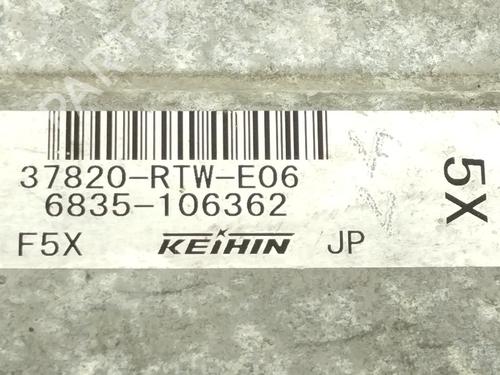 37820-RTW-E06
6835-106362
F5X KEIHIN JP
5X